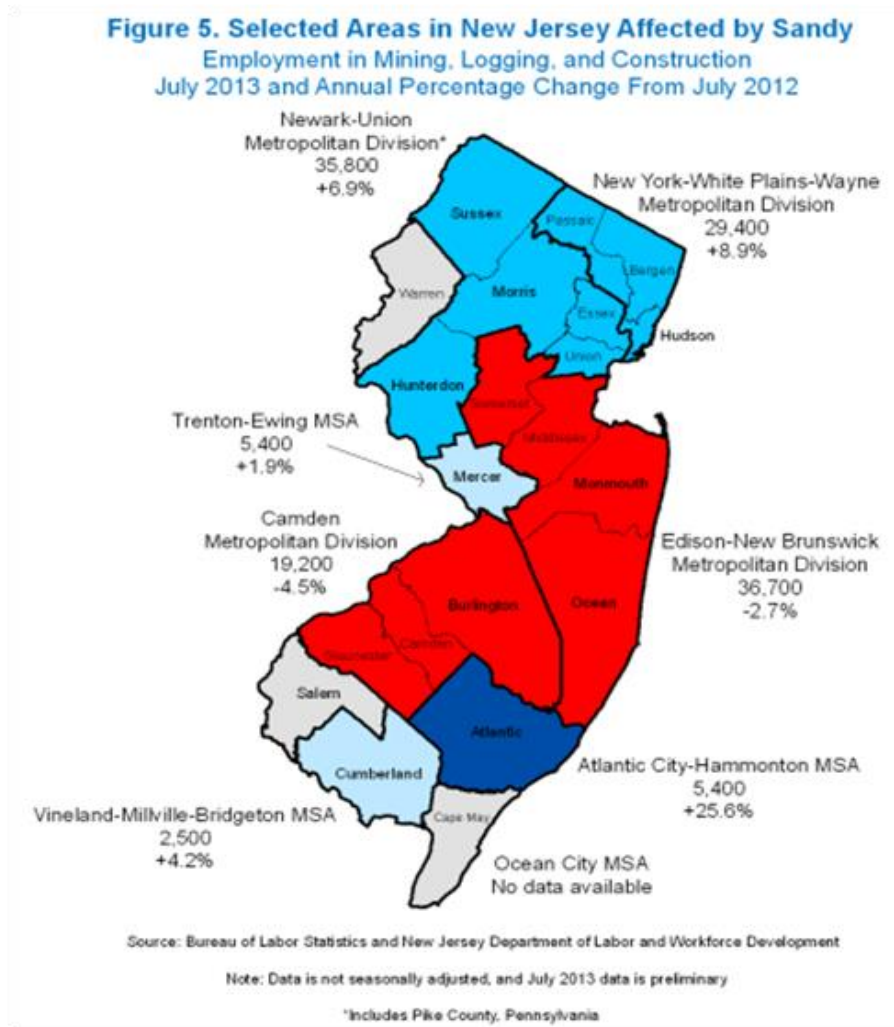 Figure 5. Selected Areas in New Jersey Affected by Sandy
Employment in Mining, Logging, and Construction
July 2013 and Annual Percentage Change From July 2012
Newark-Union
Metropolitan Division*
35,800
+6.9%
New York-White Plains-Wayne
Metropolitan Division
29,400
+8.9%
Sussex
Passaic
Bergen
Warren
Morris
Essex
Hudson
Union
Hunterdon
Somerset
Trenton-Ewing MSA
5,400
+1.9%
Middlesex
Mercer
Monmouth
Camden
Metropolitan Division
19,200
-4.5%
Edison-New Brunswick
Metropolitan Division
36,700
-2.7%
Burlington
Ocean
Camden
Gloucester
Salem
Atlantic
Cumberland
Atlantic City-Hammonton MSA
5,400
+25.6%
Vineland-Millville-Bridgeton MSA
2,500
+4.2%
Cape May
Ocean City MSA
No data available
Source: Bureau of Labor Statistics and New Jersey Department of Labor and Workforce Development
Note: Data is not seasonally adjusted, and July 2013 data is preliminary
*Includes Pike County, Pennsylvania